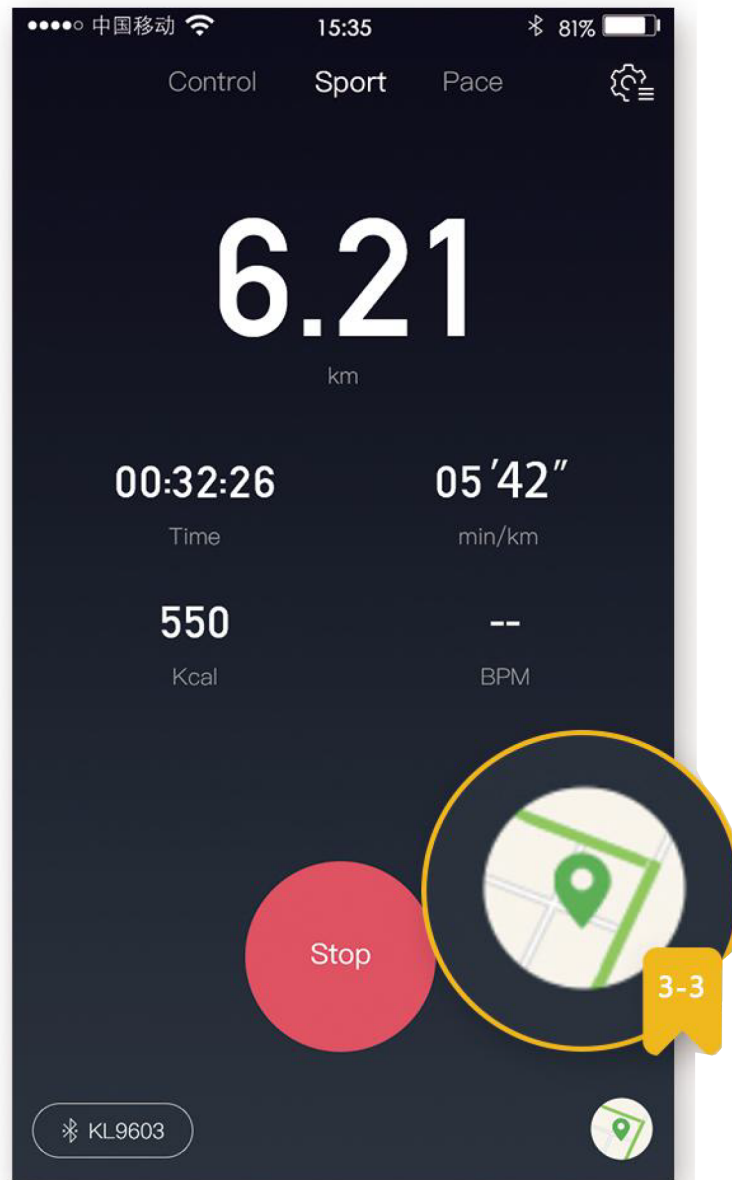 中国移动 15:35 81%
Control Sport Pace
6.21
km
00:32:26 05'42"
Time min/km
550 --
Kcal BPM
Stop
3-3
KL9603